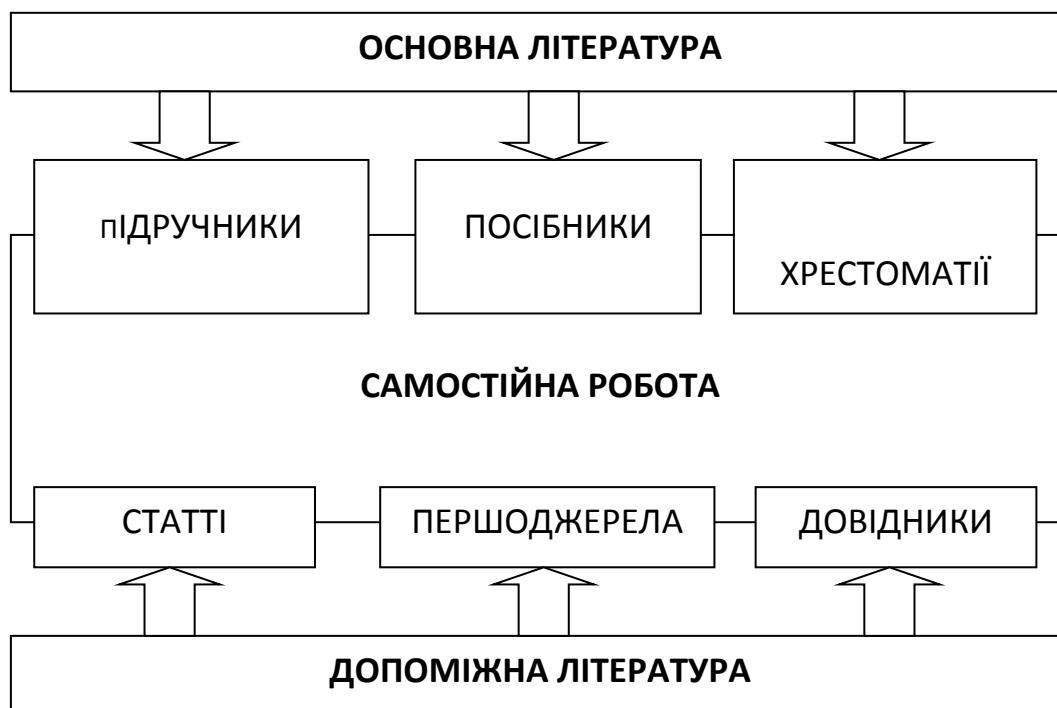 ОСНОВНА ЛІТЕРАТУРА
пІДРУЧНИКИ
ПОСІБНИКИ
ХРЕСТОМАТІЇ
САМОСТІЙНА РОБОТА
СТАТТІ
ПЕРШОДЖЕРЕЛА
ДОВІДНИКИ
ДОПОМІЖНА ЛІТЕРАТУРА